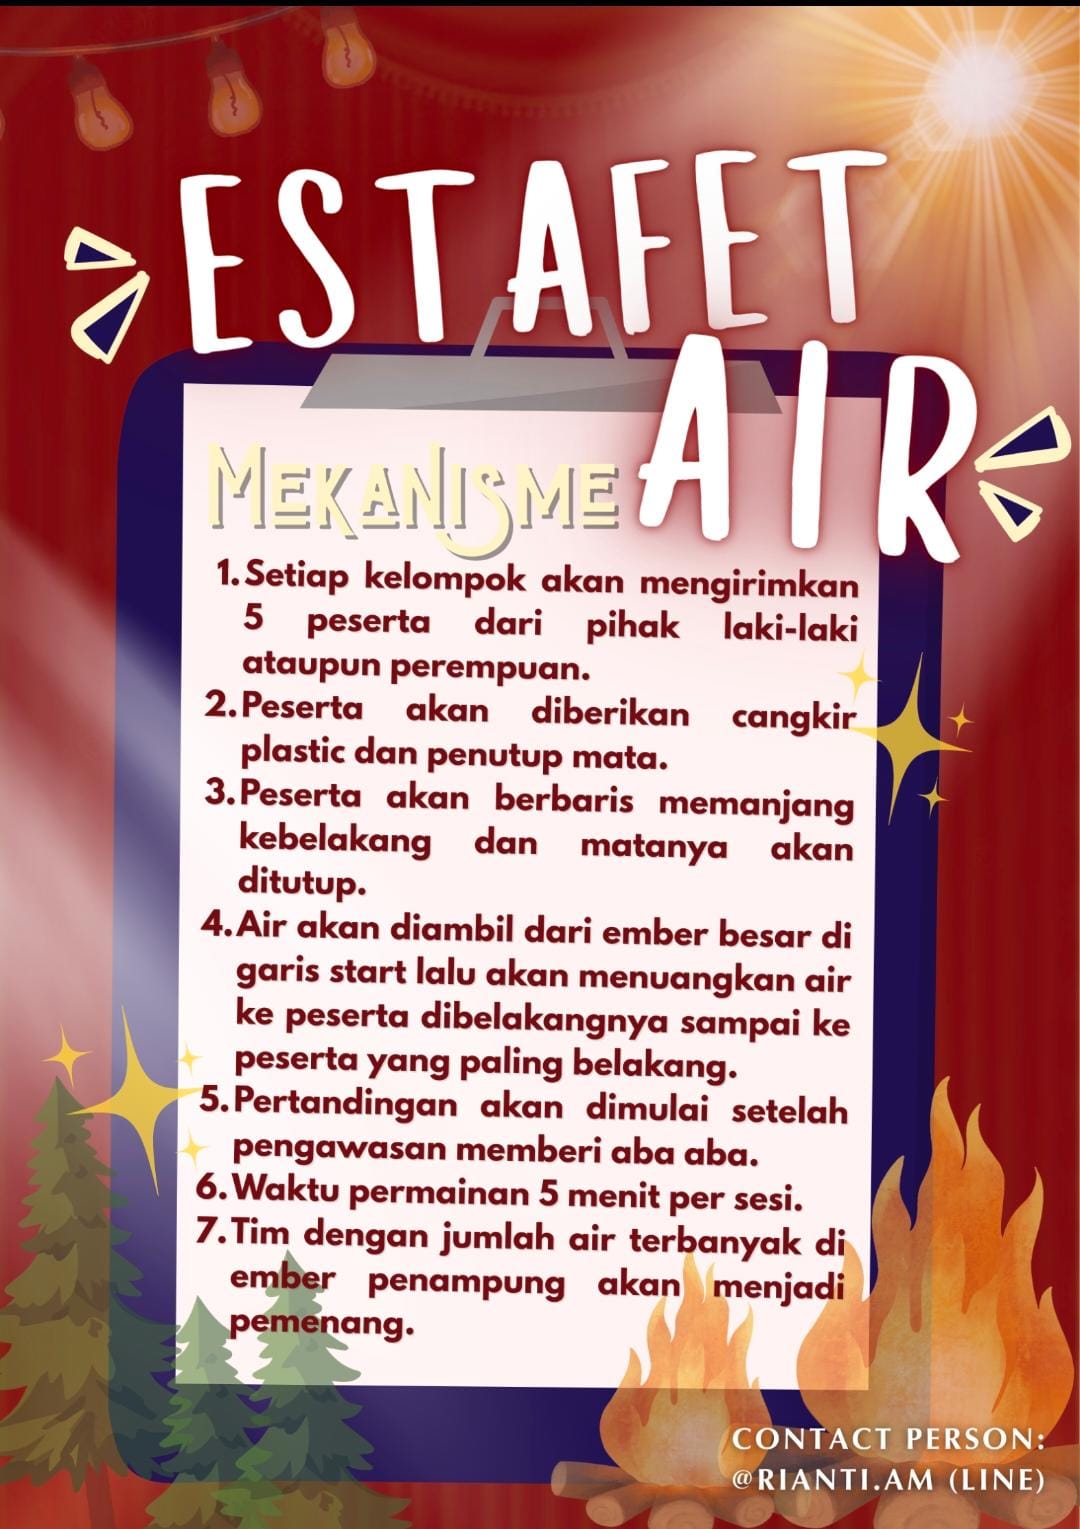 ESTAFET
AIR
MEKANISME
1. Setiap kelompok akan mengirimkan
5 peserta dari pihak laki-laki
ataupun perempuan.
2. Peserta akan diberikan cangkir
plastic dan penutup mata.
3. Peserta akan berbaris memanjang
kebelakang dan matanya akan
ditutup.
4. Air akan diambil dari ember besar di
garis start lalu akan menuangkan air
ke peserta dibelakangnya sampai ke
peserta yang paling belakang.
5. Pertandingan akan dimulai setelah
pengawasan memberi aba aba.
6. Waktu permainan 5 menit per sesi.
7. Tim dengan jumlah air terbanyak di
ember penampung akan menjadi
pemenang.
CONTACT PERSON:
@RIANTI.AM (LINE)